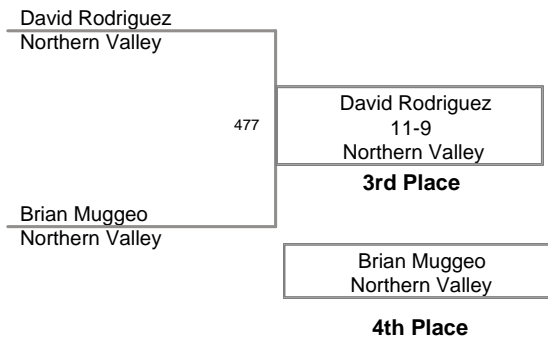 David Rodriguez
Northern Valley
477
David Rodriguez
11-9
Northern Valley
3rd Place
Brian Muggeo
Northern Valley
Brian Muggeo
Northern Valley
4th Place